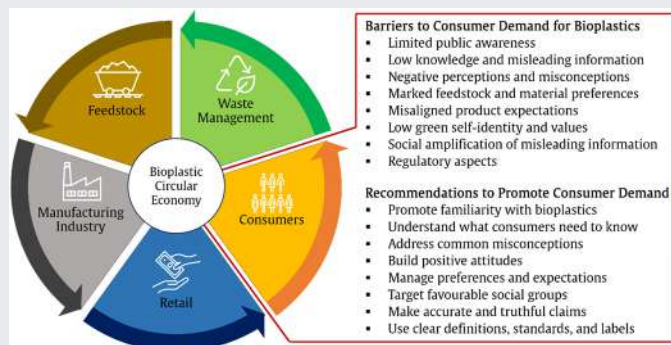 Feedstock
Waste
Management
Manufacturing
Industry
Bioplastic
Circular
Economy
Consumers
Retail
Barriers to Consumer Demand for Bioplastics
▪ Limited public awareness
▪ Low knowledge and misleading information
▪ Negative perceptions and misconceptions
▪ Marked feedstock and material preferences
▪ Misaligned product expectations
▪ Low green self-identity and values
▪ Social amplification of misleading information
▪ Regulatory aspects
Recommendations to Promote Consumer Demand
▪ Promote familiarity with bioplastics
▪ Understand what consumers need to know
▪ Address common misconceptions
▪ Build positive attitudes
▪ Manage preferences and expectations
▪ Target favourable social groups
▪ Make accurate and truthful claims
▪ Use clear definitions, standards, and labels